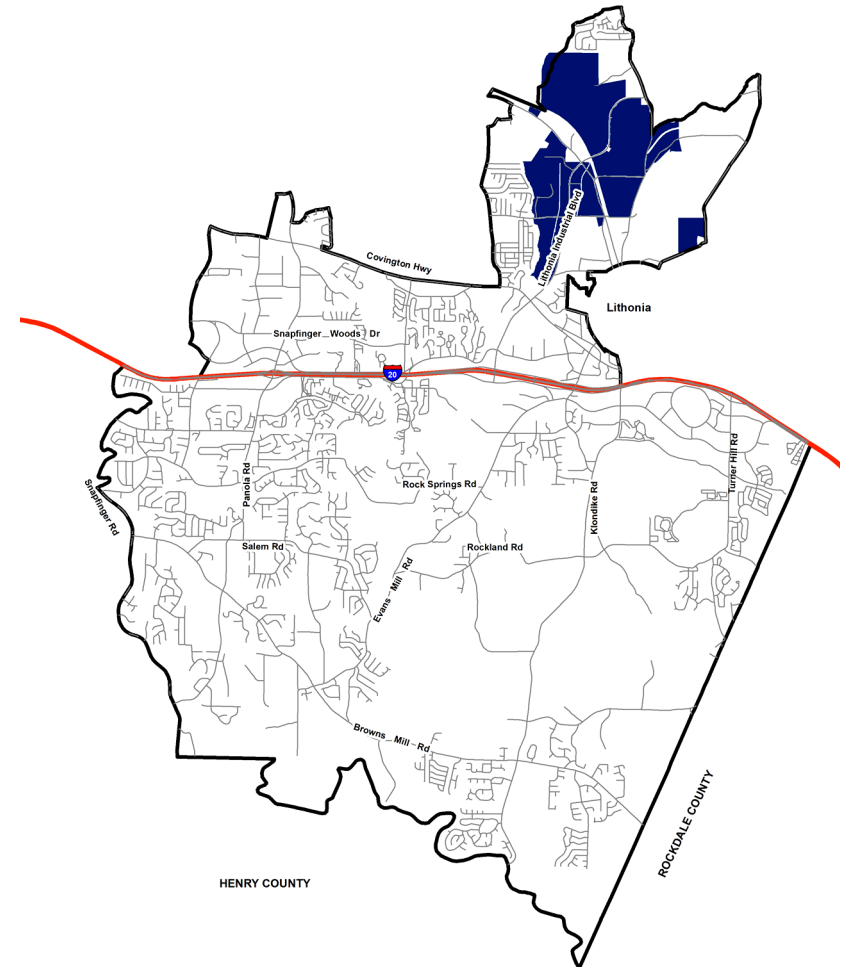 Lithonia Industrial Blvd
Covington Hwy
Lithonia
Snapfinger Woods Dr
20
Turner Hill Rd
Panola Rd
Rock Springs Rd
Klondike Rd
Snapfinger Rd
Salem Rd
Rockland Rd
Evans Mill Rd
Browns Mill Rd
ROCKDALE COUNTY
HENRY COUNTY